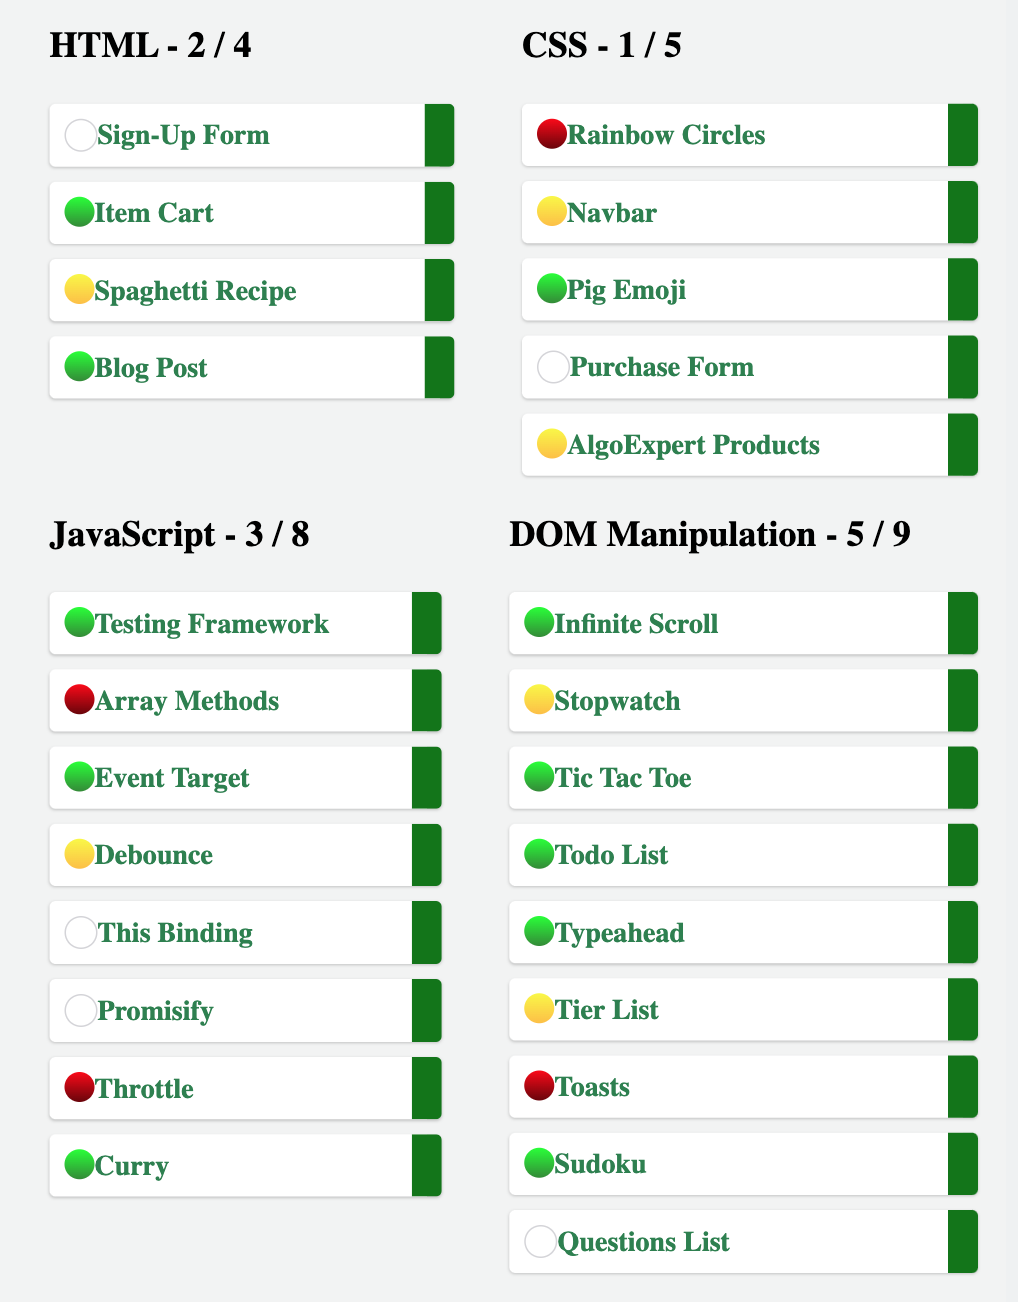 HTML - 2 / 4
Sign-Up Form
Item Cart
Spaghetti Recipe
Blog Post
CSS - 1 / 5
Rainbow Circles
Navbar
Pig Emoji
Purchase Form
AlgoExpert Products
JavaScript - 3 / 8
Testing Framework
Array Methods
Event Target
Debounce
This Binding
Promisify
Throttle
Curry
DOM Manipulation - 5 / 9
Infinite Scroll
Stopwatch
Tic Tac Toe
Todo List
Typeahead
Tier List
Toasts
Sudoku
Questions List